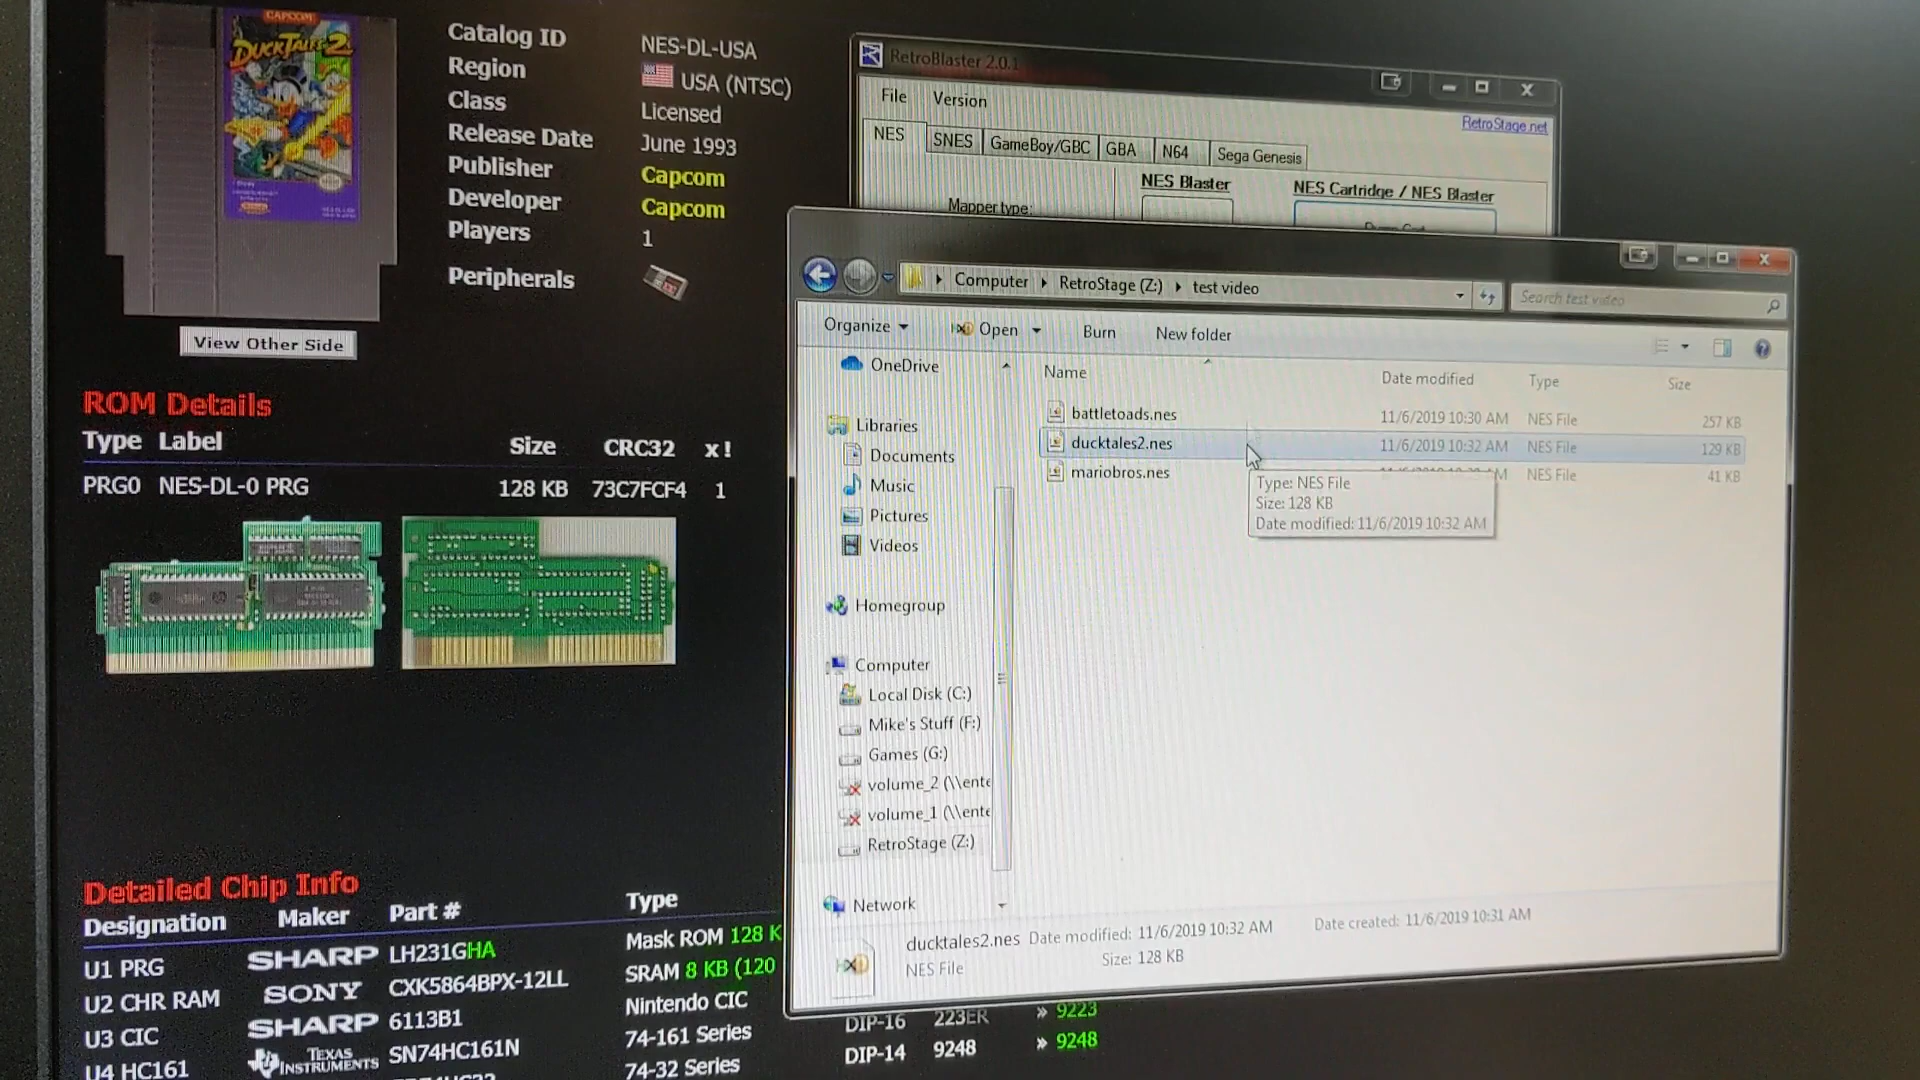 CAPCOM
DUCKTALES 2
View Other Side
Catalog ID NES-DL-USA
Region USA (NTSC)
Class Licensed
Release Date June 1993
Publisher Capcom
Developer Capcom
Players 1
Peripherals
ROM Details
Type Label Size CRC32 x !
PRG0 NES-DL-0 PRG 128 KB 73C7FCF4 1
Detailed Chip Info
Designation Maker Part # Type
U1 PRG SHARP LH231GHA Mask ROM 128 K
U2 CHR RAM SONY CXK5864BPX-12LL SRAM 8 KB (120
U3 CIC SHARP 6113B1 Nintendo CIC
U4 HC161 TEXAS INSTRUMENTS SN74HC161N 74-161 Series DIP-16 223ER » 9223
74-32 Series DIP-14 9248 » 9248
RetroBlaster 2.0.1
File Version
RetroStage.net
NES SNES GameBoy/GBC GBA N64 Sega Genesis
NES Blaster NES Cartridge / NES Blaster
Mapper type:
Computer RetroStage (Z:) test video
Search test video
Organize Open Burn New folder
Name Date modified Type Size
battletoads.nes 11/6/2019 10:30 AM NES File 257 KB
ducktales2.nes 11/6/2019 10:32 AM NES File 129 KB
mariobros.nes NES File 41 KB
Type: NES File
Size: 128 KB
Date modified: 11/6/2019 10:32 AM
OneDrive
Libraries
Documents
Music
Pictures
Videos
Homegroup
Computer
Local Disk (C:)
Mike's Stuff (F:)
Games (G:)
volume_2 (\\ente
volume_1 (\\ente
RetroStage (Z:)
Network
ducktales2.nes Date modified: 11/6/2019 10:32 AM Date created: 11/6/2019 10:31 AM
NES File Size: 128 KB